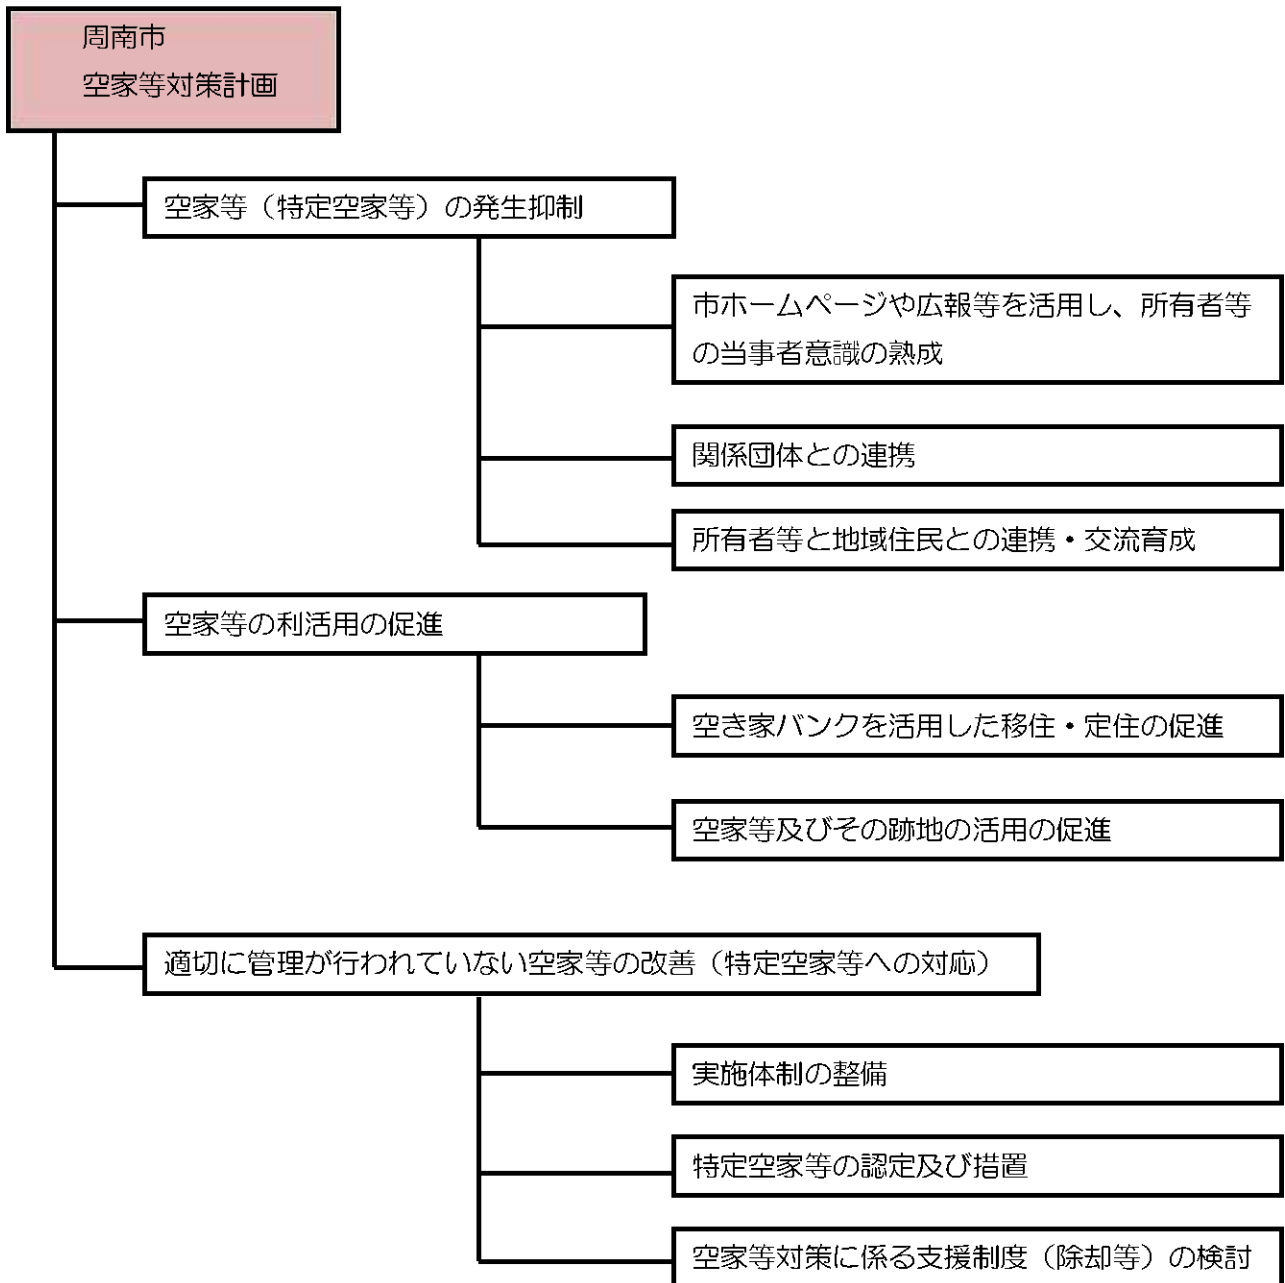 周南市
空家等対策計画
空家等（特定空家等）の発生抑制
市ホームページや広報等を活用し、所有者等
の当事者意識の熟成
関係団体との連携
所有者等と地域住民との連携・交流育成
空家等の利活用の促進
空き家バンクを活用した移住・定住の促進
空家等及びその跡地の活用の促進
適切に管理が行われていない空家等の改善（特定空家等への対応）
実施体制の整備
特定空家等の認定及び措置
空家等対策に係る支援制度（除却等）の検討